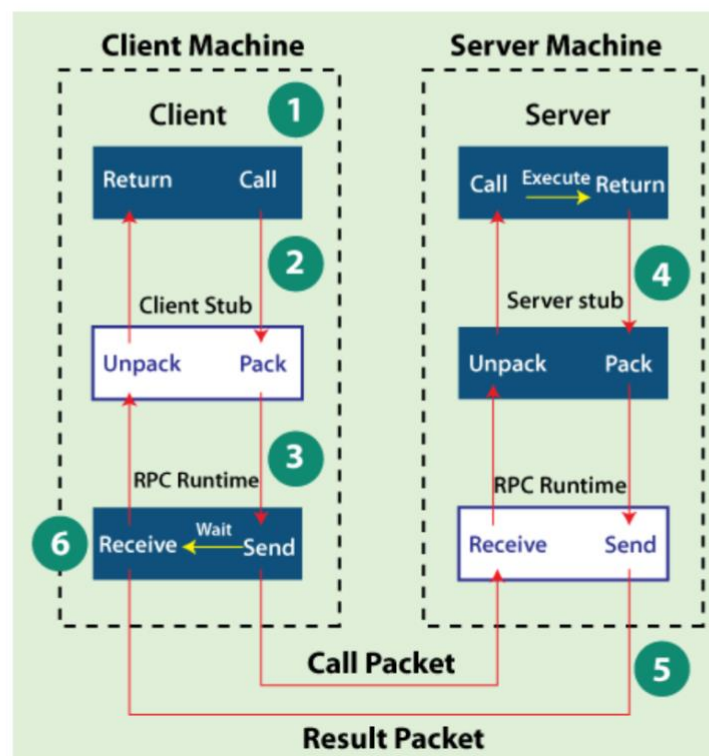 Client Machine
Server Machine
Client
1
Server
Return Call
Call Execute Return
2
4
Client Stub
Server stub
Unpack Pack
Unpack Pack
3
RPC Runtime
RPC Runtime
6
Receive Wait Send
Receive Send
Call Packet
5
Result Packet